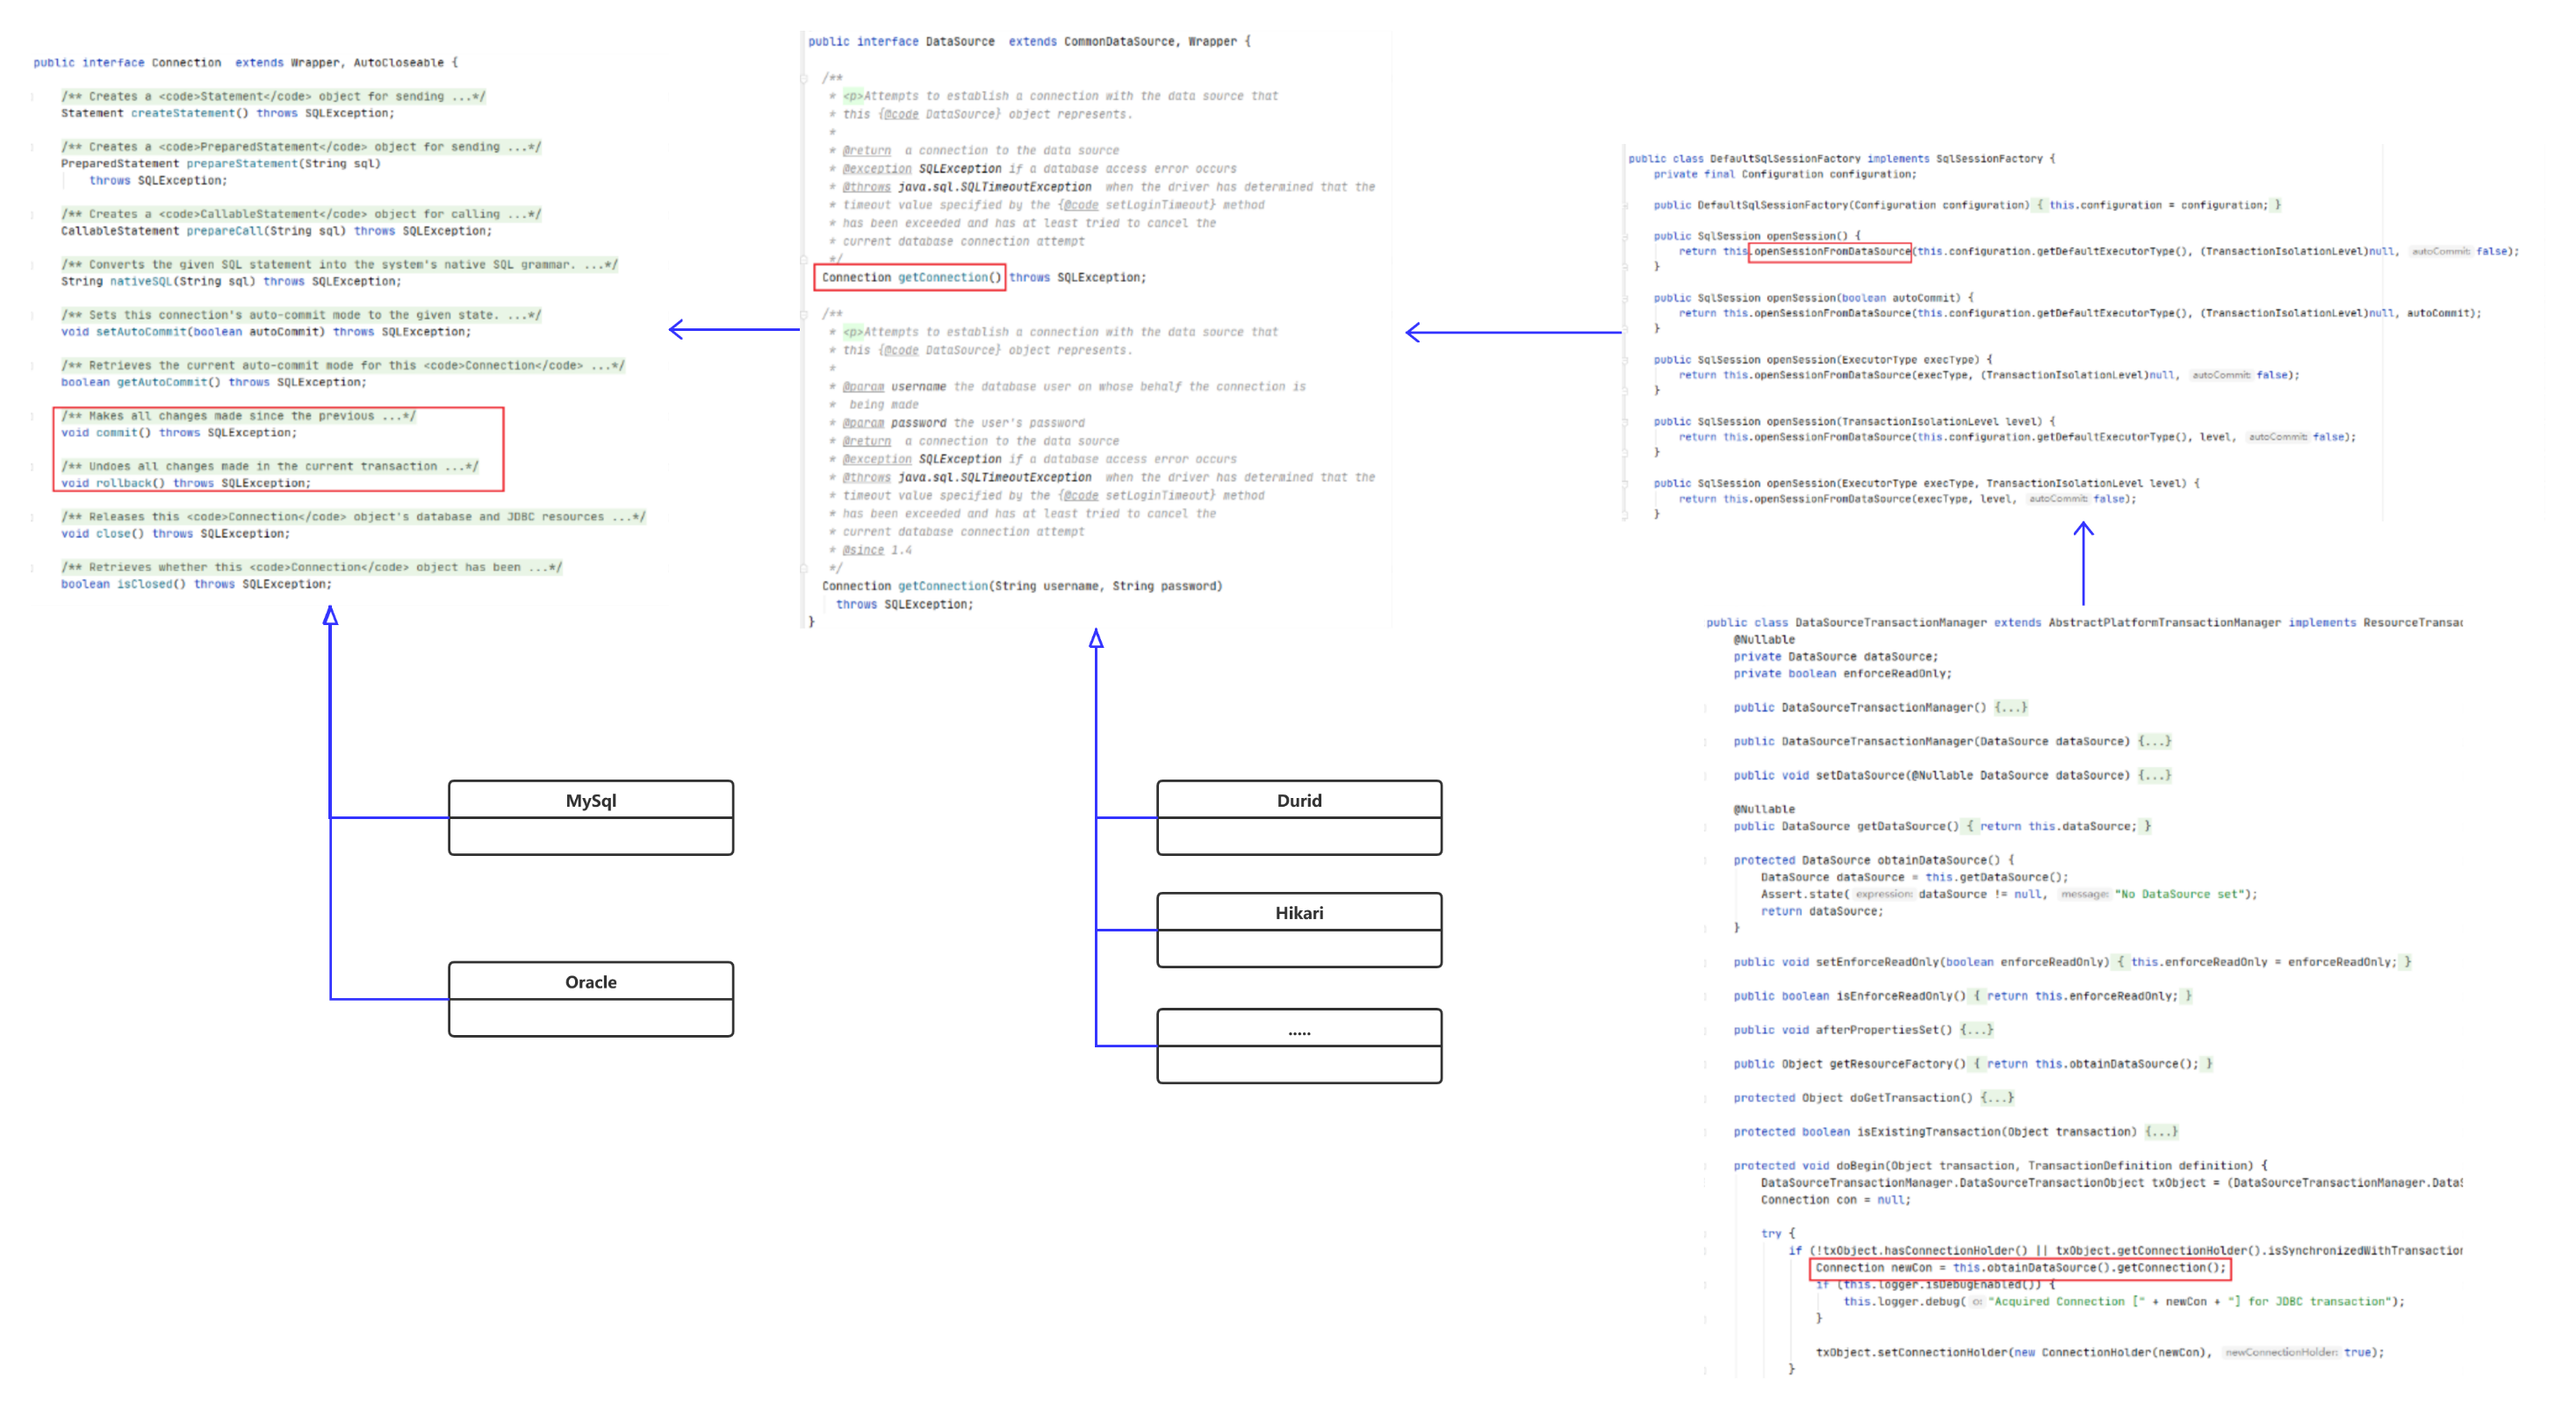 public interface Connection  extends Wrapper, AutoCloseable {
/** Creates a <code>Statement</code> object for sending ...*/
Statement createStatement() throws SQLException;
/** Creates a <code>PreparedStatement</code> object for sending ...*/
PreparedStatement prepareStatement(String sql)
throws SQLException;
/** Creates a <code>CallableStatement</code> object for calling ...*/
CallableStatement prepareCall(String sql) throws SQLException;
/** Converts the given SQL statement into the system's native SQL grammar. ...*/
String nativeSQL(String sql) throws SQLException;
/** Sets this connection's auto-commit mode to the given state. ...*/
void setAutoCommit(boolean autoCommit) throws SQLException;
/** Retrieves the current auto-commit mode for this <code>Connection</code> ...*/
boolean getAutoCommit() throws SQLException;
/** Makes all changes made since the previous ...*/
void commit() throws SQLException;
/** Undoes all changes made in the current transaction ...*/
void rollback() throws SQLException;
/** Releases this <code>Connection</code> object's database and JDBC resources ...*/
void close() throws SQLException;
/** Retrieves whether this <code>Connection</code> object has been ...*/
boolean isClosed() throws SQLException;
MySql
Oracle
public interface DataSource  extends CommonDataSource, Wrapper {
/**
* <p>Attempts to establish a connection with the data source that
* this {@code DataSource} object represents.
*
* @return  a connection to the data source
* @exception SQLException if a database access error occurs
* @throws java.sql.SQLTimeoutException  when the driver has determined that the
* timeout value specified by the {@code setLoginTimeout} method
* has been exceeded and has at least tried to cancel the
* current database connection attempt
*/
Connection getConnection() throws SQLException;
/**
* <p>Attempts to establish a connection with the data source that
* this {@code DataSource} object represents.
*
* @param username the database user on whose behalf the connection is
*  being made
* @param password the user's password
* @return  a connection to the data source
* @exception SQLException if a database access error occurs
* @throws java.sql.SQLTimeoutException  when the driver has determined that the
* timeout value specified by the {@code setLoginTimeout} method
* has been exceeded and has at least tried to cancel the
* current database connection attempt
* @since 1.4
*/
Connection getConnection(String username, String password)
throws SQLException;
}
Durid
Hikari
.....
public class DefaultSqlSessionFactory implements SqlSessionFactory {
private final Configuration configuration;
public DefaultSqlSessionFactory(Configuration configuration) { this.configuration = configuration; }
public SqlSession openSession() {
return this.openSessionFromDataSource(this.configuration.getDefaultExecutorType(), (TransactionIsolationLevel)null, autoCommit: false);
}
public SqlSession openSession(boolean autoCommit) {
return this.openSessionFromDataSource(this.configuration.getDefaultExecutorType(), (TransactionIsolationLevel)null, autoCommit);
}
public SqlSession openSession(ExecutorType execType) {
return this.openSessionFromDataSource(execType, (TransactionIsolationLevel)null, autoCommit: false);
}
public SqlSession openSession(TransactionIsolationLevel level) {
return this.openSessionFromDataSource(this.configuration.getDefaultExecutorType(), level, autoCommit: false);
}
public SqlSession openSession(ExecutorType execType, TransactionIsolationLevel level) {
return this.openSessionFromDataSource(execType, level, autoCommit: false);
}
public class DataSourceTransactionManager extends AbstractPlatformTransactionManager implements ResourceTransac
@Nullable
private DataSource dataSource;
private boolean enforceReadOnly;
public DataSourceTransactionManager() {...}
public DataSourceTransactionManager(DataSource dataSource) {...}
public void setDataSource(@Nullable DataSource dataSource) {...}
@Nullable
public DataSource getDataSource() { return this.dataSource; }
protected DataSource obtainDataSource() {
DataSource dataSource = this.getDataSource();
Assert.state( expression: dataSource != null, message: "No DataSource set");
return dataSource;
}
public void setEnforceReadOnly(boolean enforceReadOnly) { this.enforceReadOnly = enforceReadOnly; }
public boolean isEnforceReadOnly() { return this.enforceReadOnly; }
public void afterPropertiesSet() {...}
public Object getResourceFactory() { return this.obtainDataSource(); }
protected Object doGetTransaction() {...}
protected boolean isExistingTransaction(Object transaction) {...}
protected void doBegin(Object transaction, TransactionDefinition definition) {
DataSourceTransactionManager.DataSourceTransactionObject txObject = (DataSourceTransactionManager.DataS
Connection con = null;
try {
if (!txObject.hasConnectionHolder() || txObject.getConnectionHolder().isSynchronizedWithTransaction
Connection newCon = this.obtainDataSource().getConnection();
if (this.logger.isDebugEnabled()) {
this.logger.debug( o: "Acquired Connection [" + newCon + "] for JDBC transaction");
}
txObject.setConnectionHolder(new ConnectionHolder(newCon), newConnectionHolder: true);
}